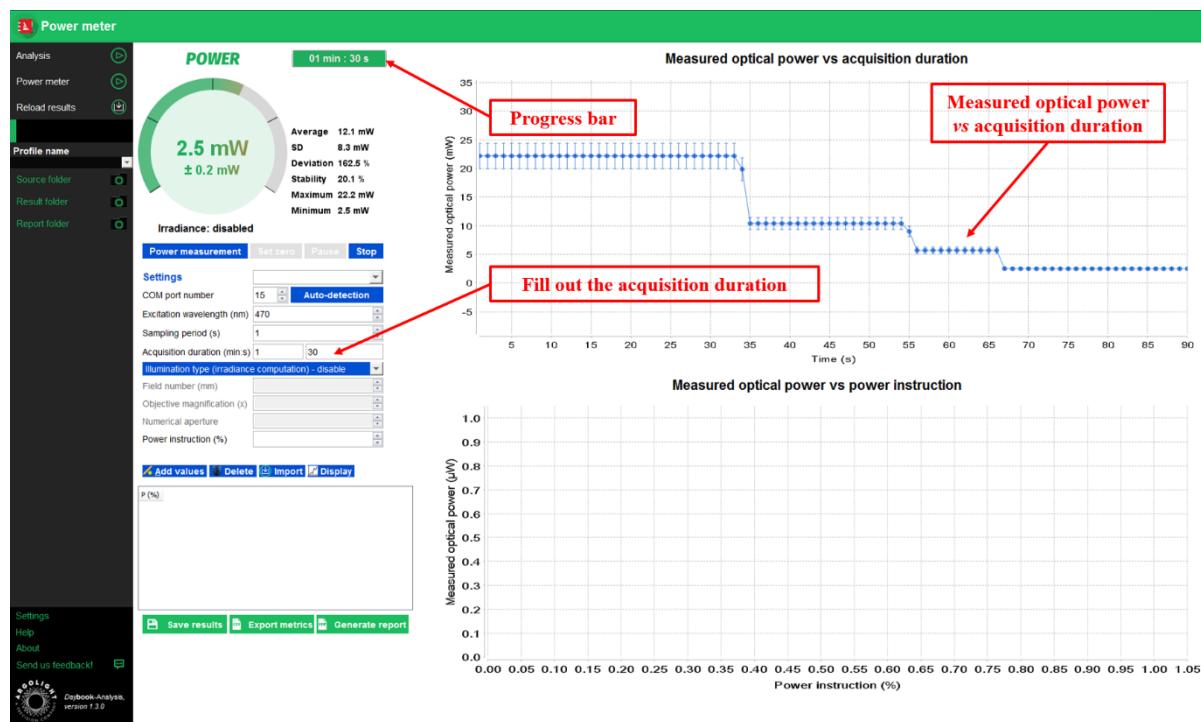 Power meter
Analysis
Power meter
Reload results
Profile name
Source folder
Result folder
Report folder
Settings
Help
About
Send us feedback!
ARGOLIGHT
Daybook-Analysis,
version 1.3.0
POWER
01 min : 30 s
2.5 mW
± 0.2 mW
Average 12.1 mW
SD 8.3 mW
Deviation 162.5 %
Stability 20.1 %
Maximum 22.2 mW
Minimum 2.5 mW
Irradiance: disabled
Power measurement Set zero Pause Stop
Settings
COM port number 15 Auto-detection
Excitation wavelength (nm) 470
Sampling period (s) 1
Acquisition duration (min:s) 1 30
Illumination type (irradiance computation) - disable
Field number (mm)
Objective magnification (x)
Numerical aperture
Power instruction (%)
Add values Delete Import Display
P (%)
Save results Export metrics Generate report
Progress bar
Fill out the acquisition duration
Measured optical power
vs acquisition duration
Measured optical power vs acquisition duration
Measured optical power (mW)
35
30
25
20
15
10
5
0
-5
5 10 15 20 25 30 35 40 45 50 55 60 65 70 75 80 85 90
Time (s)
Measured optical power vs power instruction
Measured optical power (µW)
1.0
0.9
0.8
0.7
0.6
0.5
0.4
0.3
0.2
0.1
0.0
0.00 0.05 0.10 0.15 0.20 0.25 0.30 0.35 0.40 0.45 0.50 0.55 0.60 0.65 0.70 0.75 0.80 0.85 0.90 0.95 1.00 1.05
Power instruction (%)